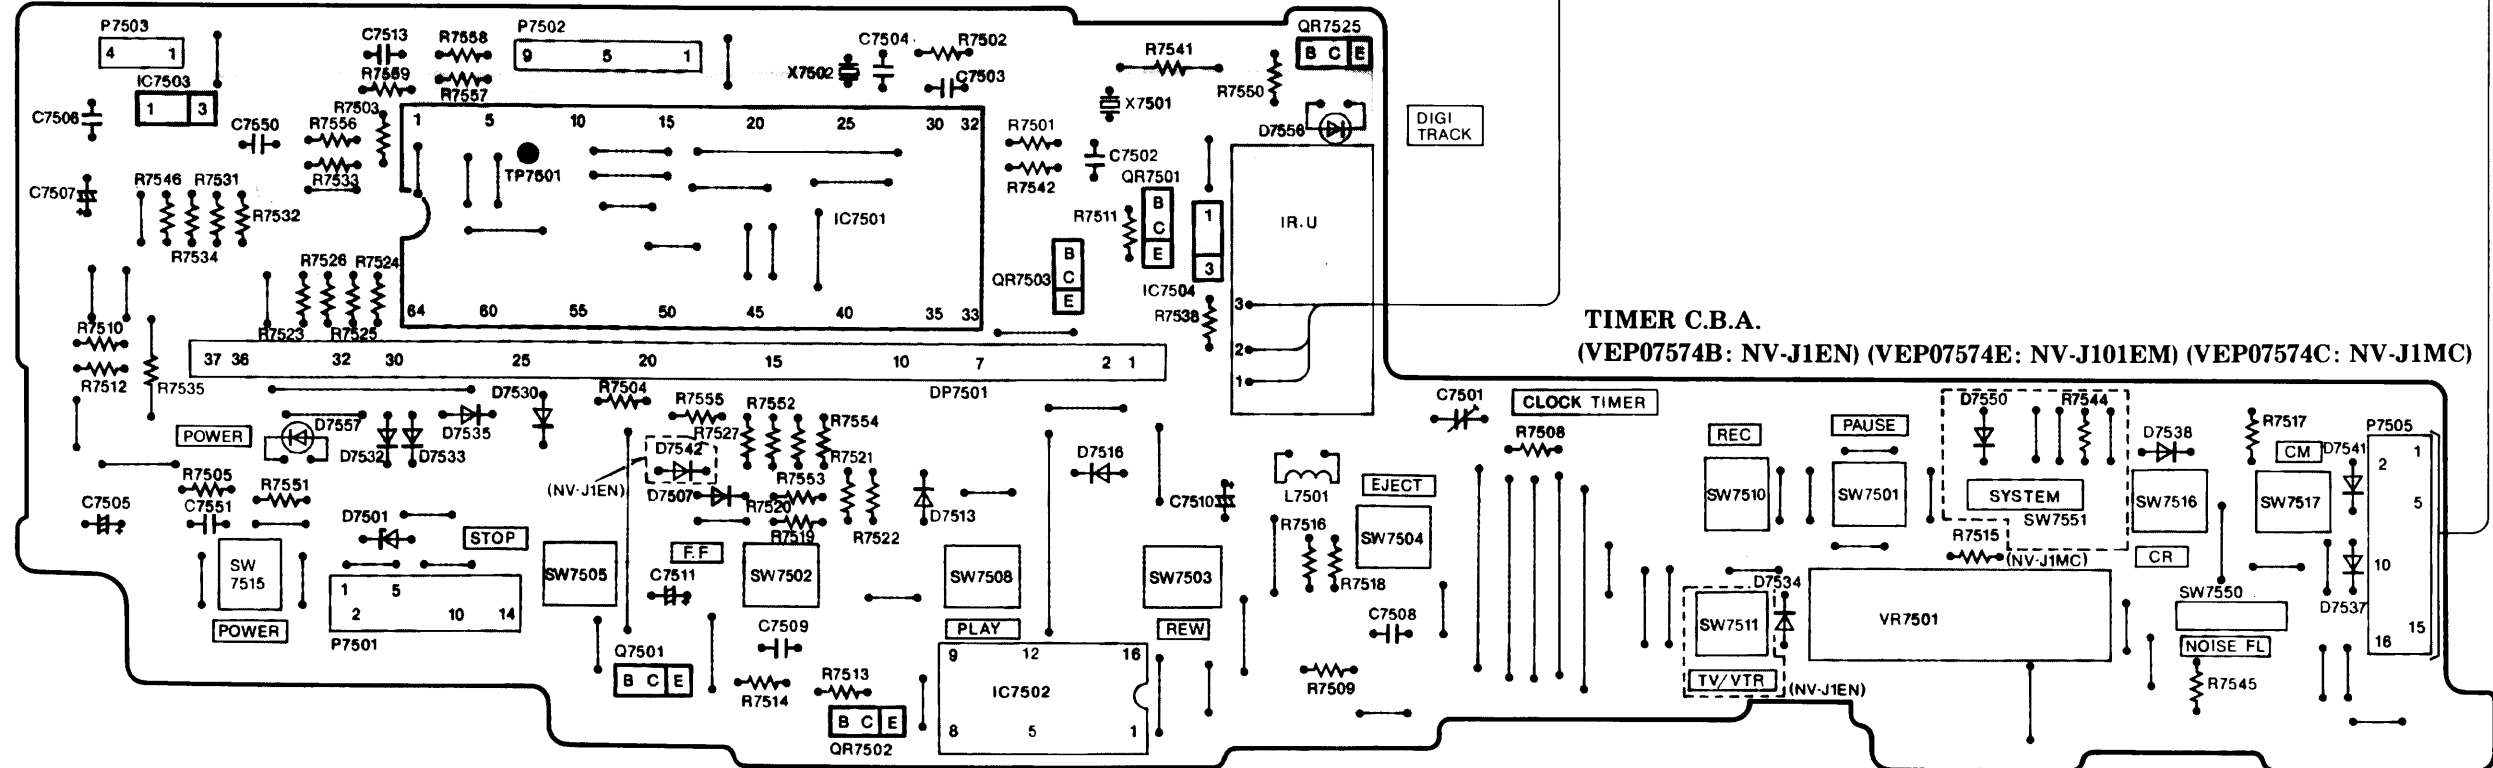 P7503
4 1
IC7503
1 3
C7506
C7507
C7550
C7513
R7559
R7558
R7557
R7503
R7556
R7533
P7502
9 5 1
X7502
C7504
R7502
C7503
R7541
X7501
R7550
QR7525
B C E
D7556
DIGI
TRACK
R7546 R7531
R7532
R7534
R7526 R7524
R7523 R7525
1 5 10 15 20 25 30 32
TP7501
IC7501
64 60 55 50 45 40 35 33
R7501
R7542
C7502
QR7501
B
C
E
R7511
QR7503
B
C
E
1
3
IC7504
R7538
IR.U
3
2
1
TIMER C.B.A.
(VEP07574B: NV-J1EN) (VEP07574E: NV-J101EM) (VEP07574C: NV-J1MC)
R7510
R7512
R7535
37 36 32 30 25 20 15 10 7 2 1
DP7501
POWER
D7557
D7532
D7533
D7535
D7530
R7504
R7555
R7527
R7552
R7554
D7542
(NV-J1EN)
D7507
R7553
R7520
R7519
R7521
R7522
D7513
D7516
C7510
L7501
R7505
C7551
R7551
C7505
D7501
STOP
SW
7515
POWER
1 5
2 10 14
P7501
SW7505
F.F
C7511
SW7502
SW7508
PLAY
SW7503
REW
Q7501
B C E
C7509
R7514
R7513
B C E
QR7502
9 12 16
IC7502
8 5 1
C7501
CLOCK TIMER
R7508
EJECT
SW7504
R7516
R7518
C7508
R7509
REC
SW7510
PAUSE
SW7501
D7550
R7544
SYSTEM
SW7551
R7515
(NV-J1MC)
D7538
SW7516
CR
R7517
CM
SW7517
D7541
D7537
P7505
1
2
5
10
15
16
D7534
SW7511
TV/VTR
(NV-J1EN)
VR7501
SW7550
NOISE FL
R7545